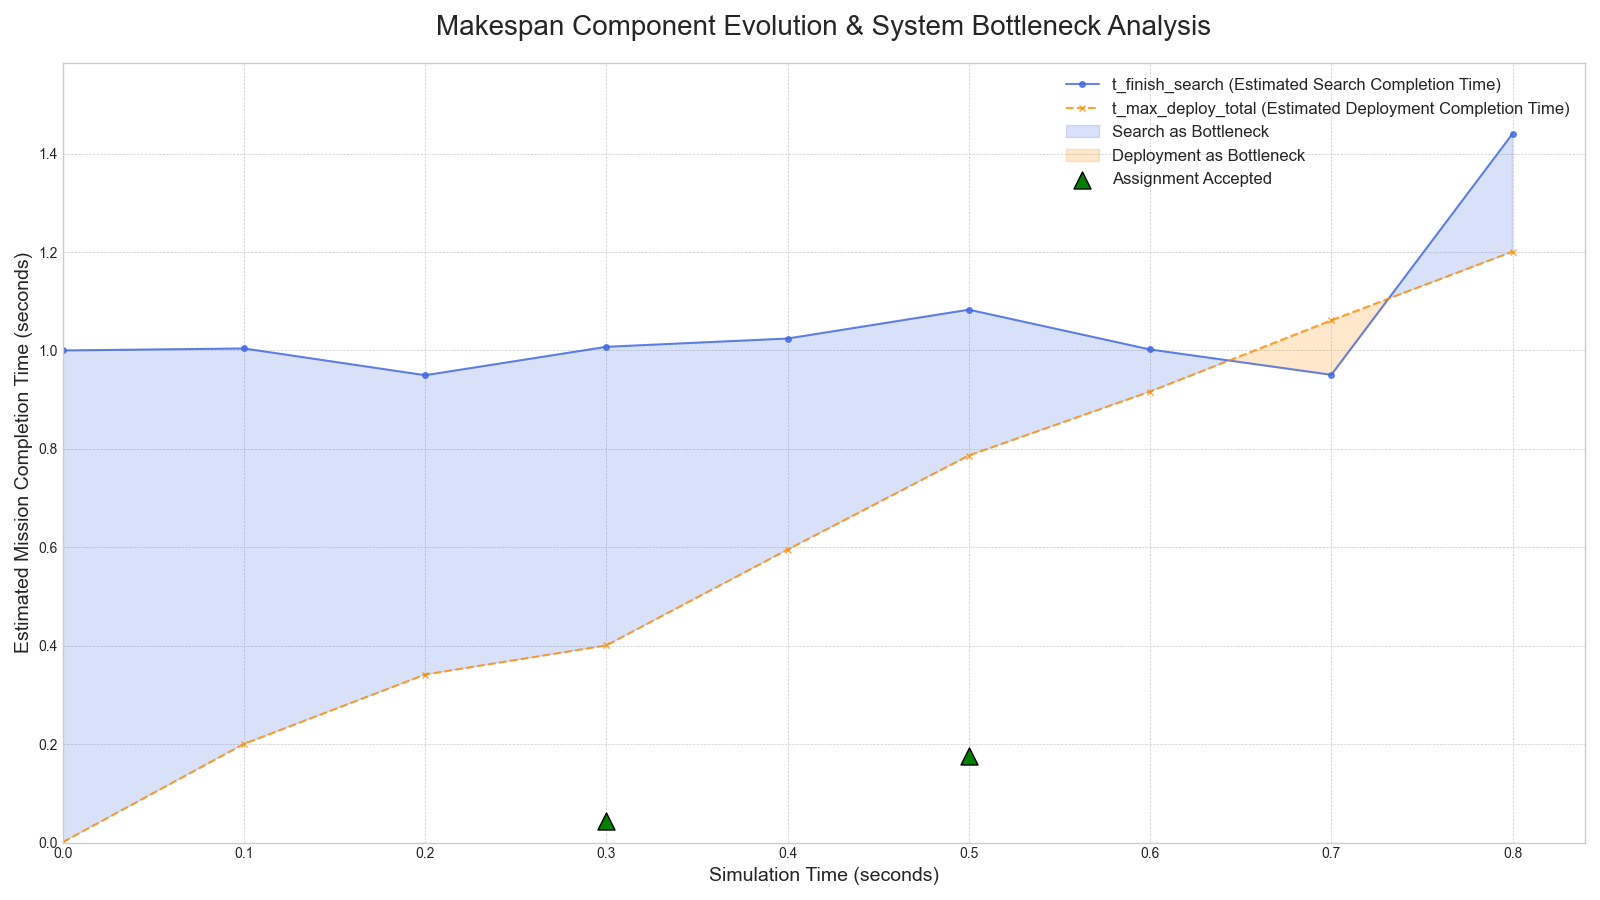 Makespan Component Evolution & System Bottleneck Analysis
t_finish_search (Estimated Search Completion Time)
t_max_deploy_total (Estimated Deployment Completion Time)
Search as Bottleneck
Deployment as Bottleneck
Assignment Accepted
Estimated Mission Completion Time (seconds)
1.4
1.2
1.0
0.8
0.6
0.4
0.2
0.0
0.0
0.1
0.2
0.3
0.4
0.5
0.6
0.7
0.8
Simulation Time (seconds)